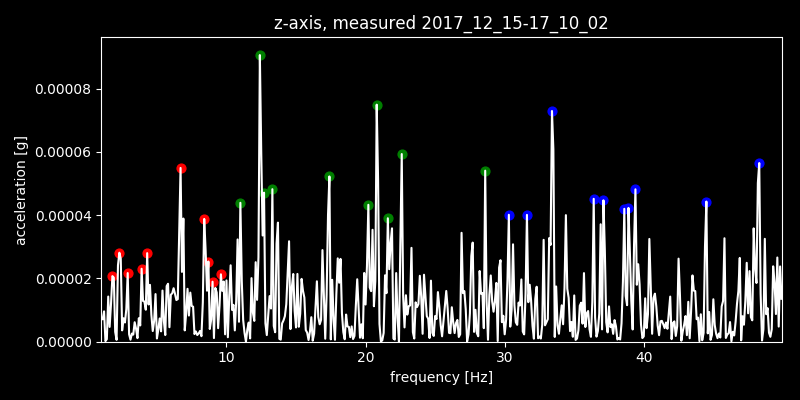 z-axis, measured 2017_12_15-17_10_02
0.00008
0.00006
0.00004
0.00002
0.00000
acceleration [g]
10 20 30 40
frequency [Hz]